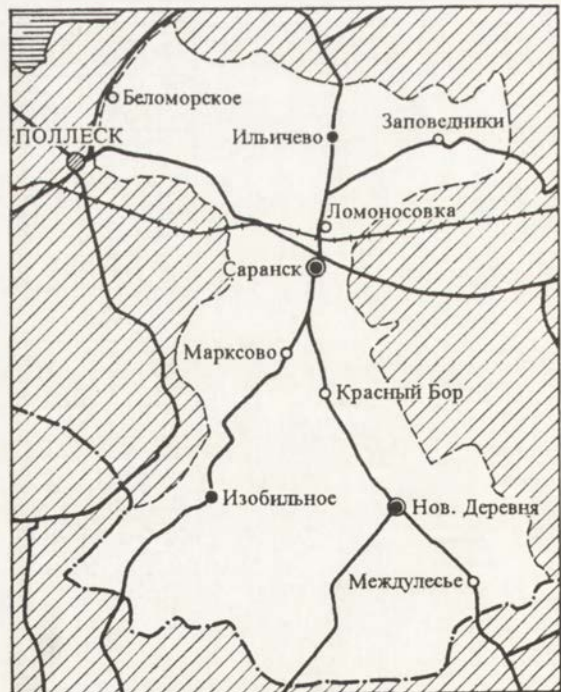 Беломорское
Заповедники
ПОЛЛЕСК
Ильичево
Ломоносовка
Саранск
Марксово
Красный Бор
Изобильное
Нов. Деревня
Междулесье